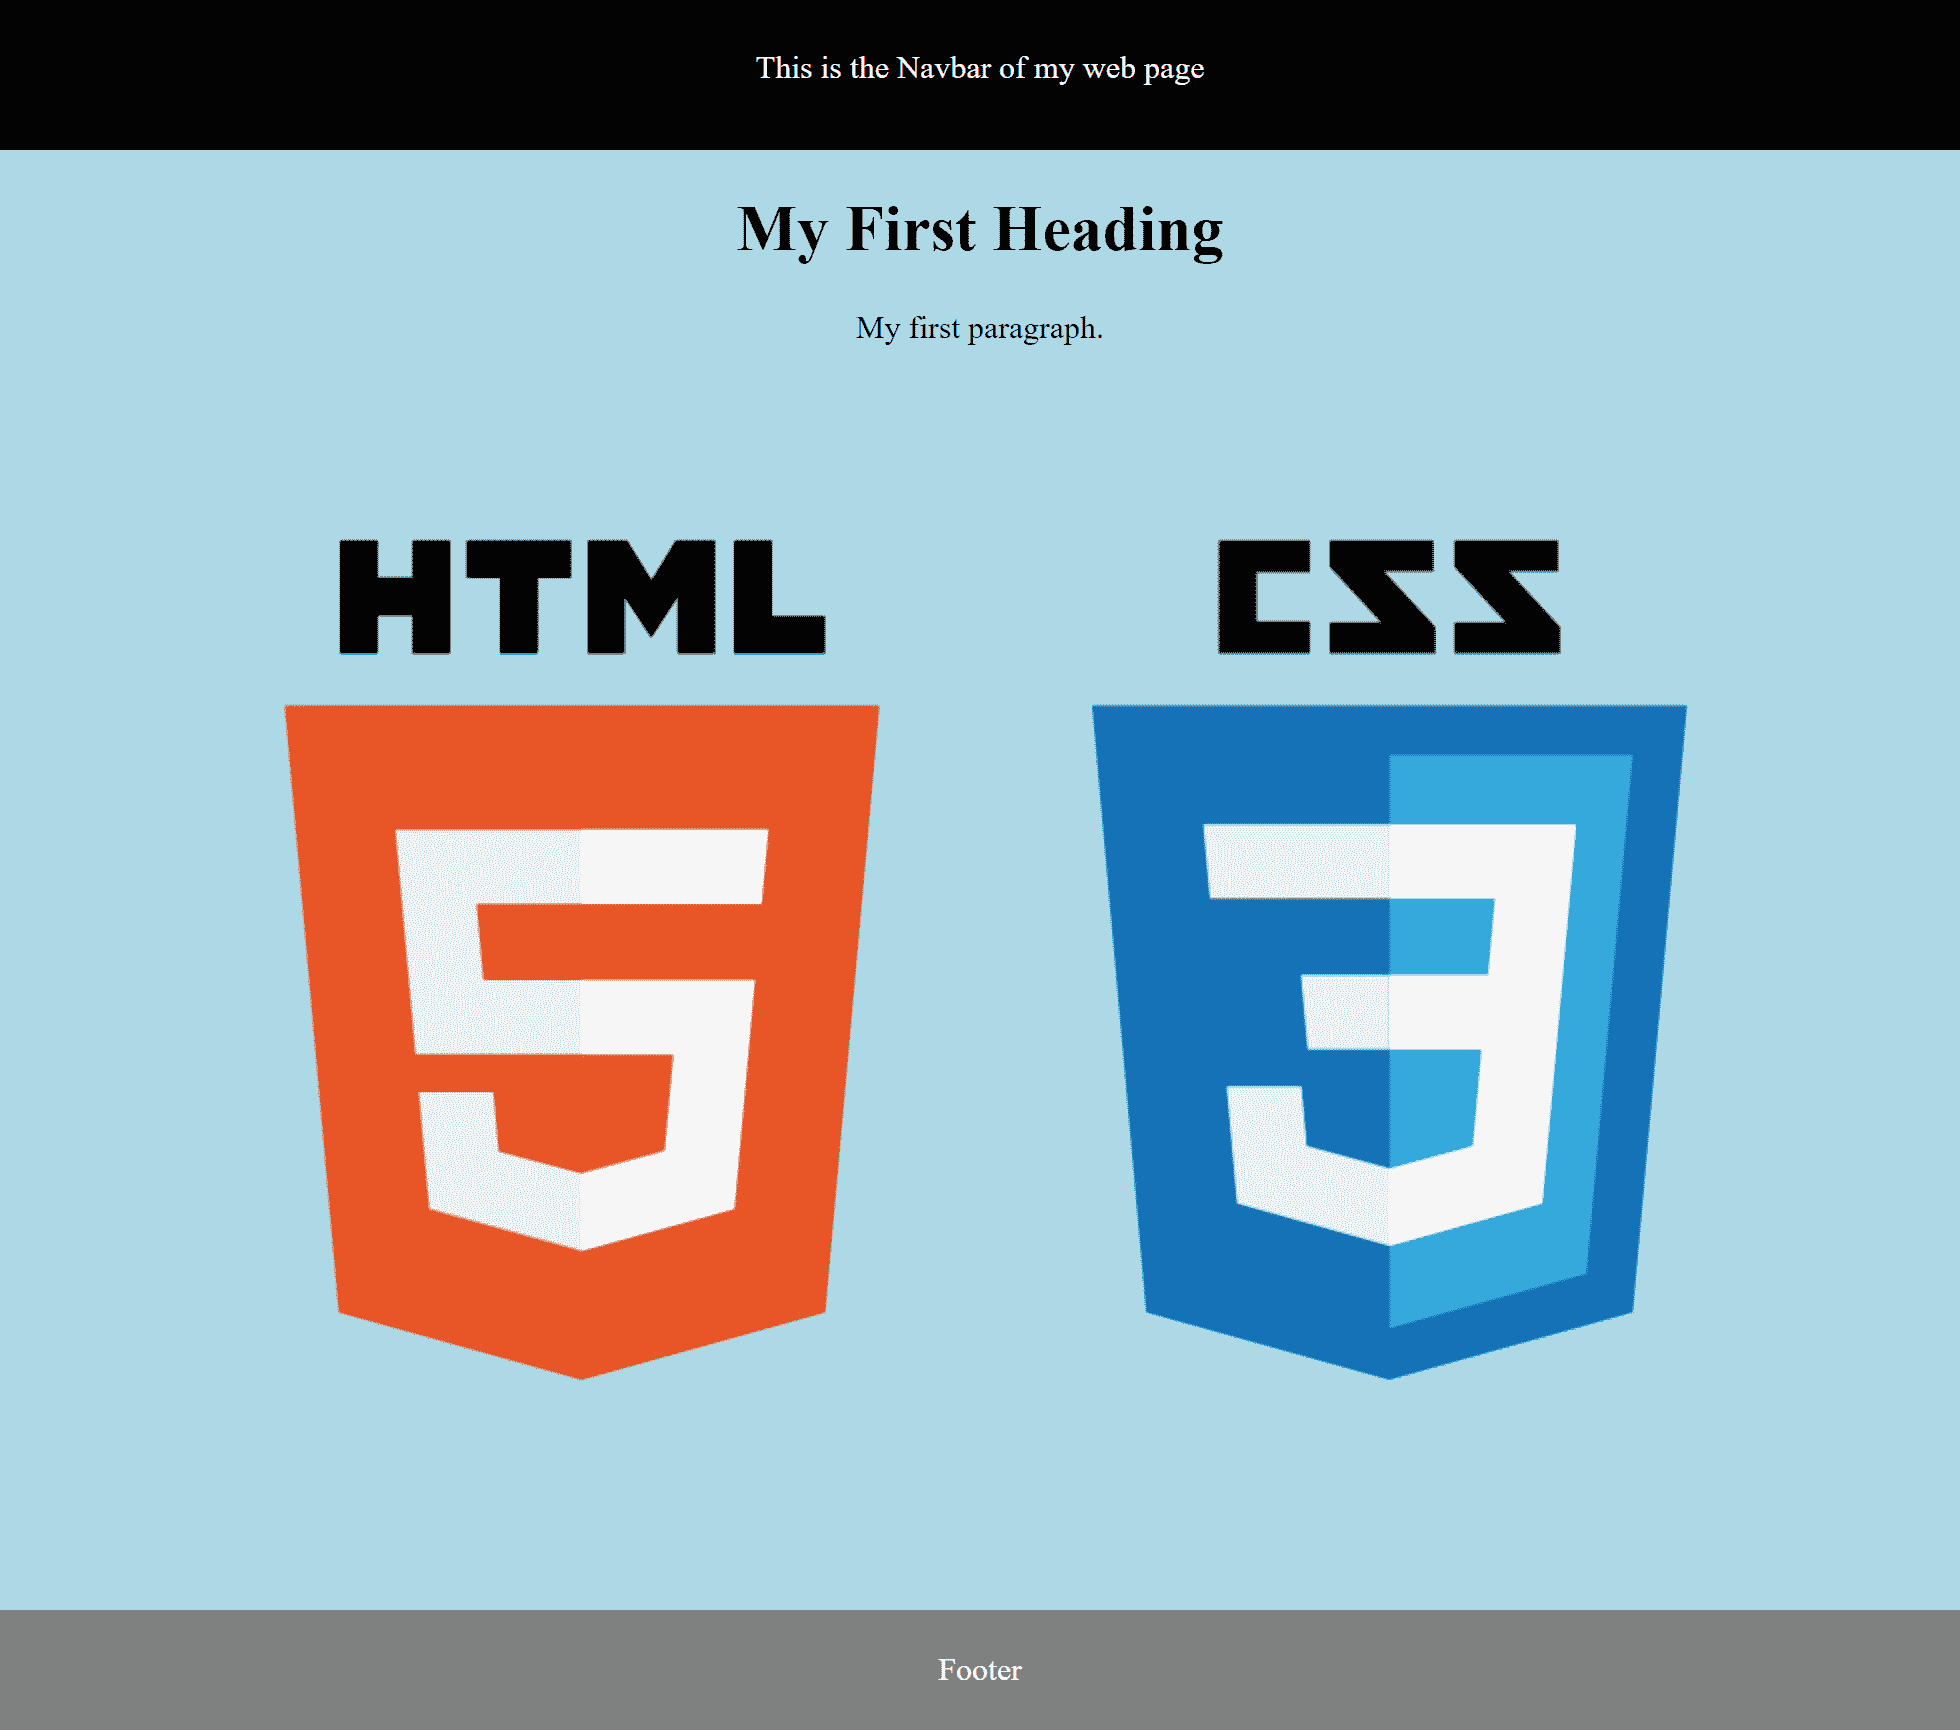 This is the Navbar of my web page
My First Heading
My first paragraph.
HTML CSS
5 3
Footer